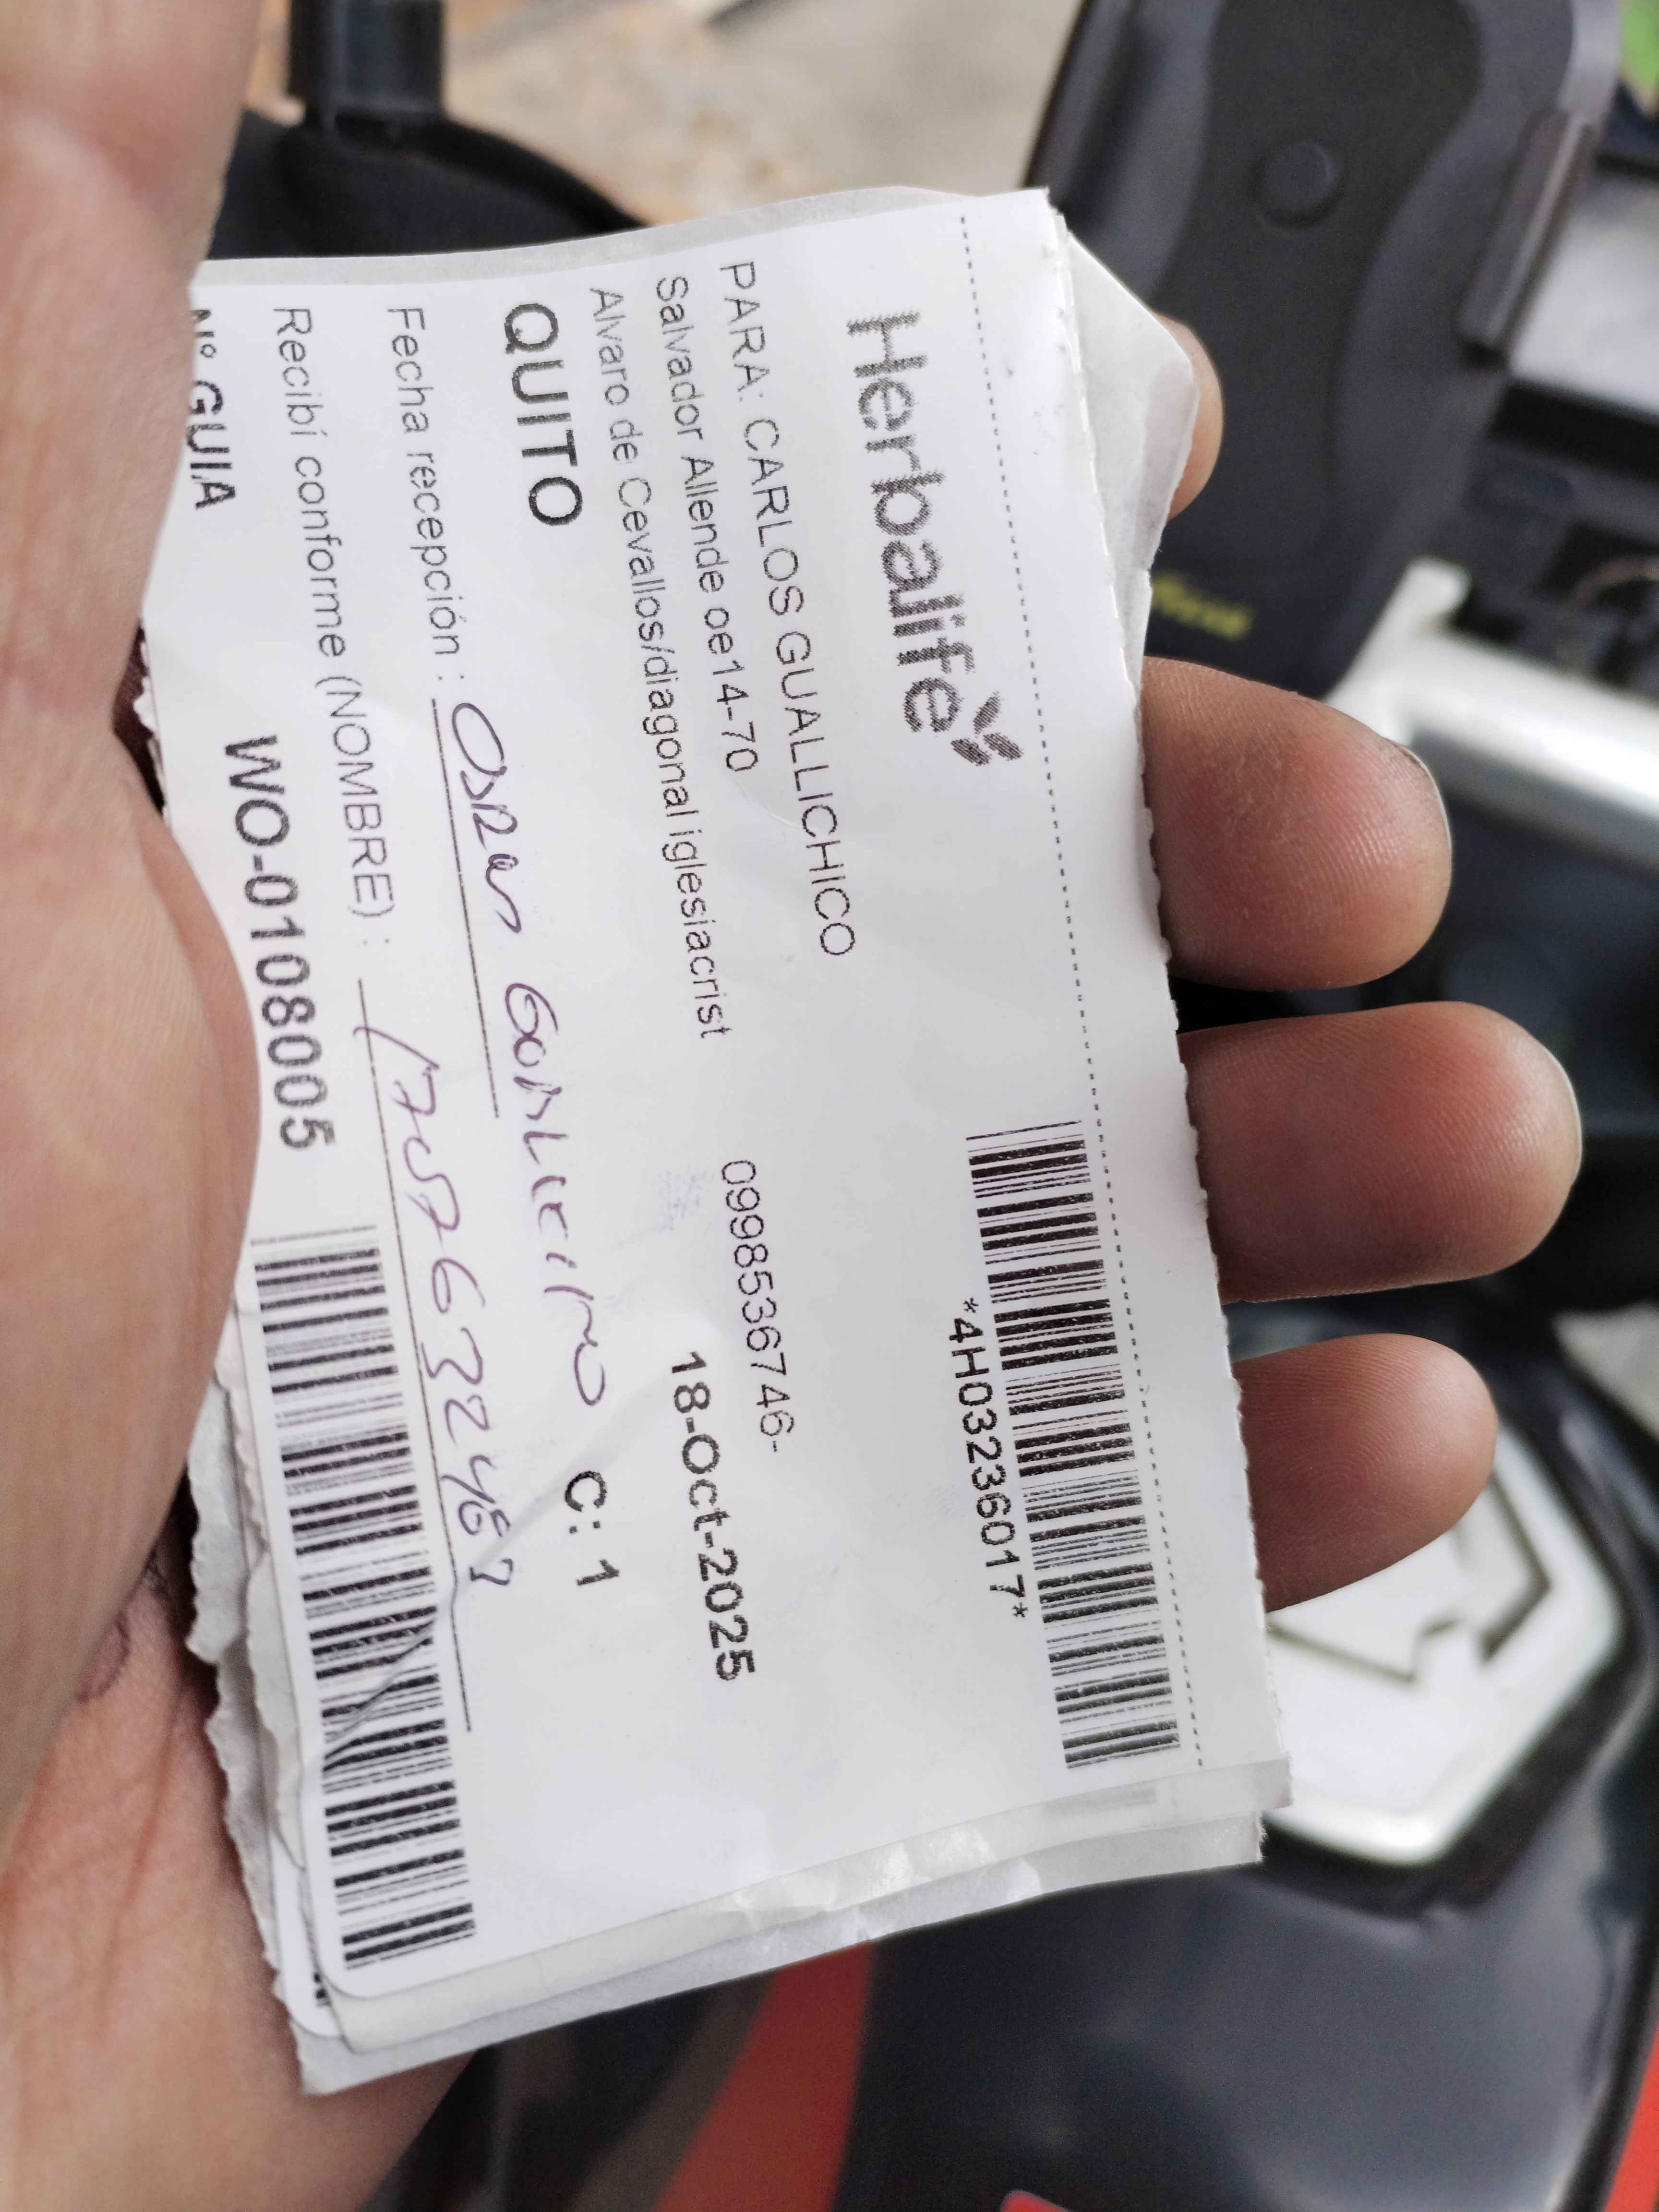 Herbalife
*4H03236017*
PARA: CARLOS GUALLICHICO
Salvador Allende oe14-70
0998536746-
Alvaro de Cevallos/diagonal iglesiacrist
18-Oct-2025
QUITO
C: 1
Fecha recepción :
Recibí conforme (NOMBRE) :
Nº GUIA
WO-0108005